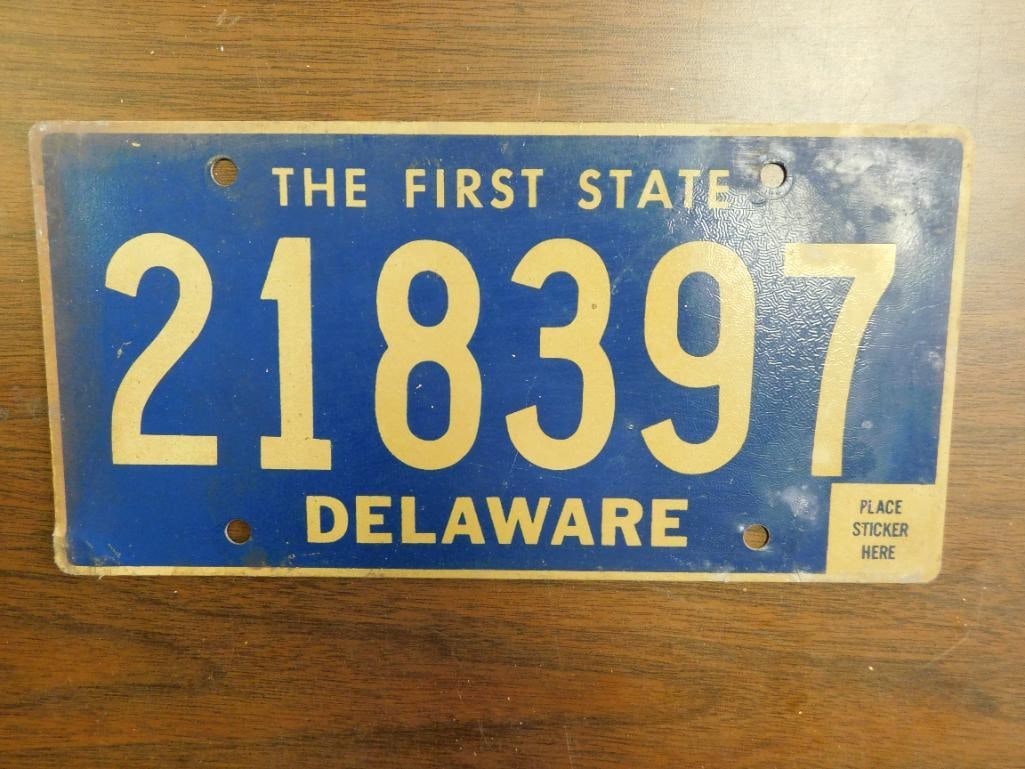 THE FIRST STATE
218397
DELAWARE
PLACE
STICKER
HERE